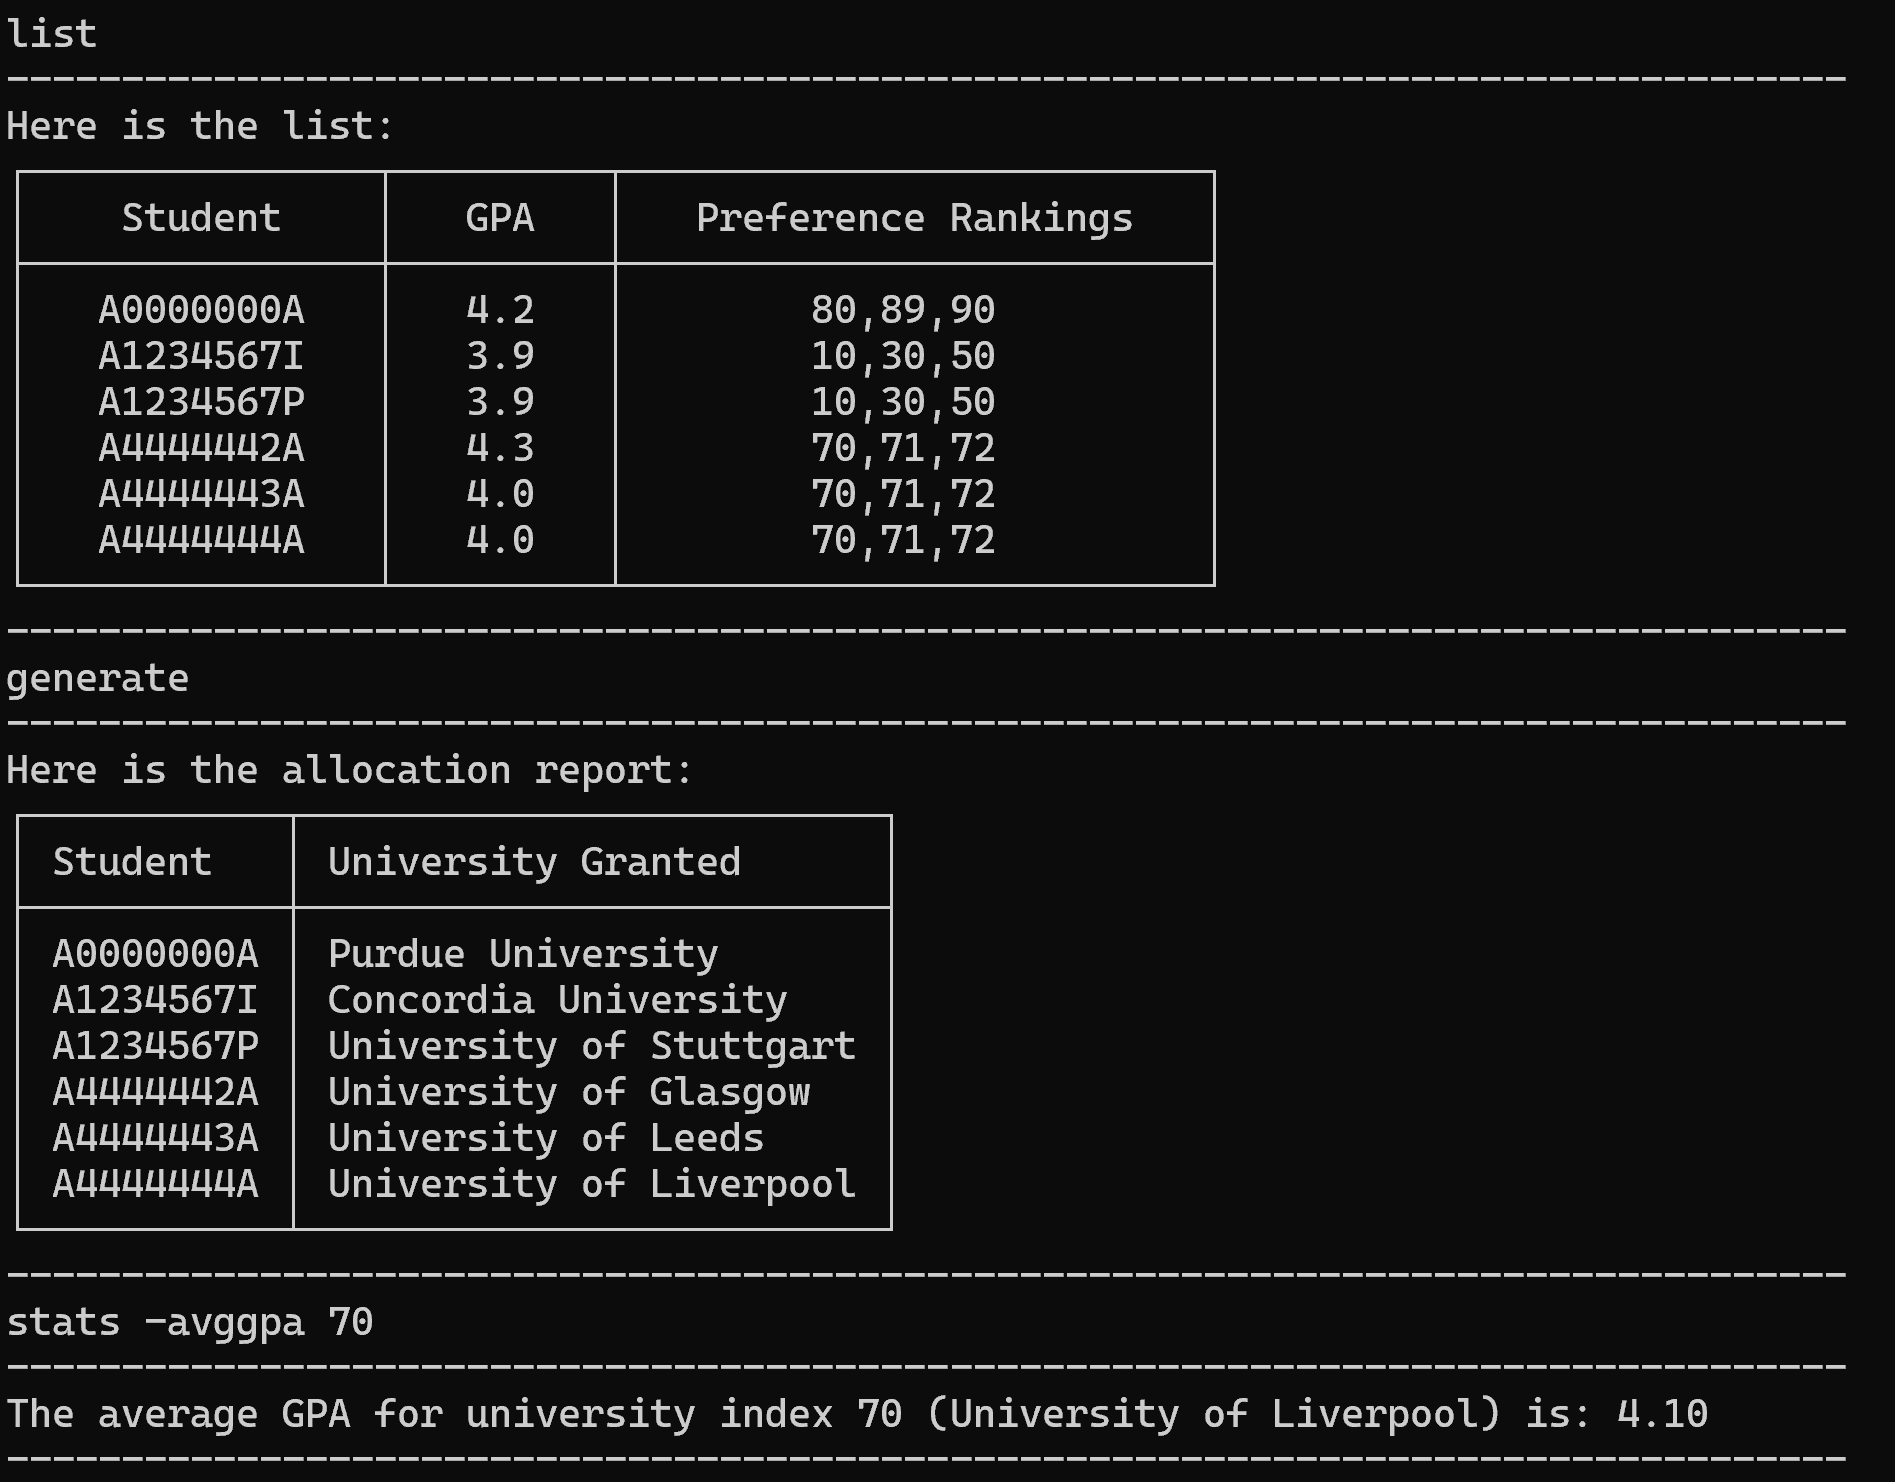 list
--------------------------------------------------------------------------------
Here is the list:
Student GPA Preference Rankings
A0000000A 4.2 80,89,90
A1234567I 3.9 10,30,50
A1234567P 3.9 10,30,50
A4444442A 4.3 70,71,72
A4444443A 4.0 70,71,72
A4444444A 4.0 70,71,72
--------------------------------------------------------------------------------
generate
--------------------------------------------------------------------------------
Here is the allocation report:
Student University Granted
A0000000A Purdue University
A1234567I Concordia University
A1234567P University of Stuttgart
A4444442A University of Glasgow
A4444443A University of Leeds
A4444444A University of Liverpool
--------------------------------------------------------------------------------
stats -avggpa 70
--------------------------------------------------------------------------------
The average GPA for university index 70 (University of Liverpool) is: 4.10
--------------------------------------------------------------------------------